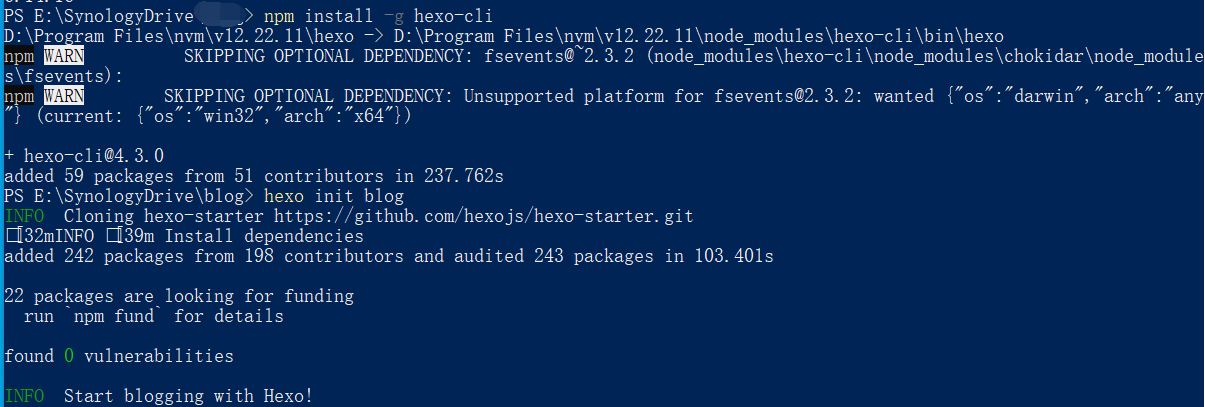 PS E:\SynologyDrive\> npm install -g hexo-cli
D:\Program Files\nvm\v12.22.11\hexo -> D:\Program Files\nvm\v12.22.11\node_modules\hexo-cli\bin\hexo
npm WARN SKIPPING OPTIONAL DEPENDENCY: fsevents@~2.3.2 (node_modules\hexo-cli\node_modules\chokidar\node_module
s\fsevents):
npm WARN SKIPPING OPTIONAL DEPENDENCY: Unsupported platform for fsevents@2.3.2: wanted {"os":"darwin","arch":"any
"} (current: {"os":"win32","arch":"x64"})
+ hexo-cli@4.3.0
added 59 packages from 51 contributors in 237.762s
PS E:\SynologyDrive\blog> hexo init blog
INFO Cloning hexo-starter https://github.com/hexojs/hexo-starter.git
□[32mINFO □[39m Install dependencies
added 242 packages from 198 contributors and audited 243 packages in 103.401s
22 packages are looking for funding
run `npm fund` for details
found 0 vulnerabilities
INFO Start blogging with Hexo!